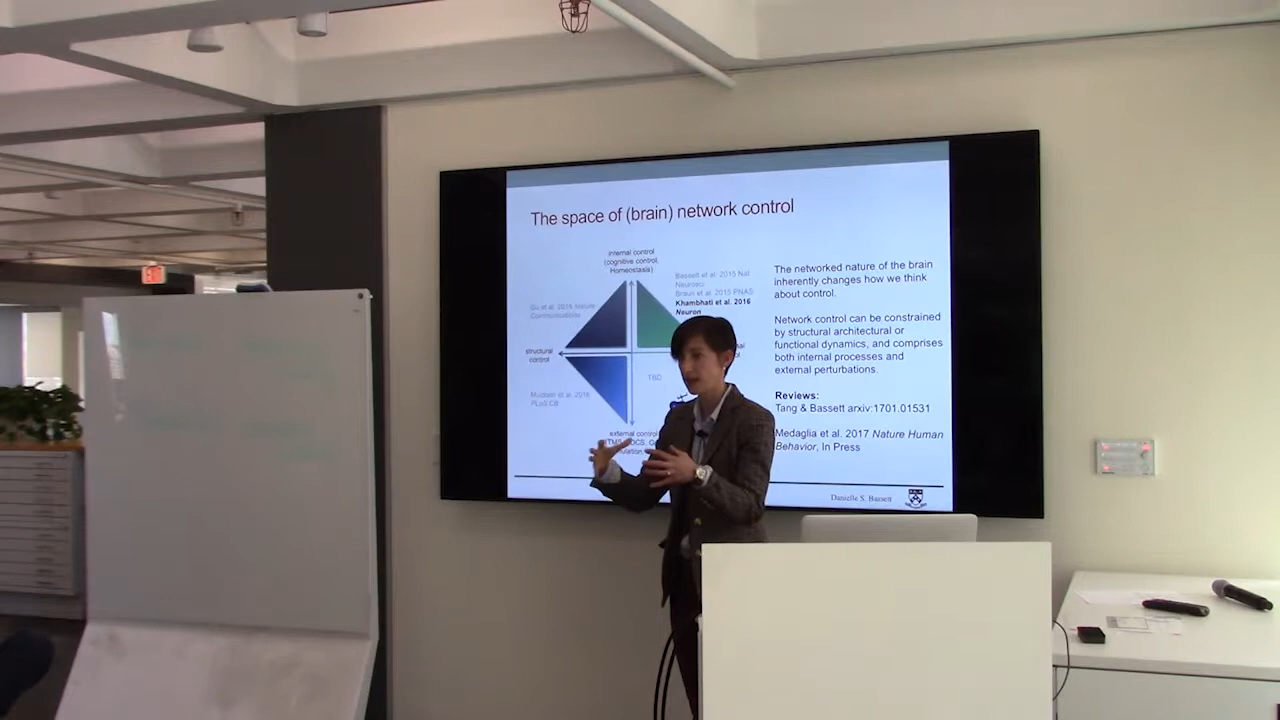 The space of (brain) network control
internal control
(cognitive control,
Homeostasis)
Bassett et al. 2015 Nat
Neurosci
Braun et al. 2015 PNAS
Khambhati et al. 2016
Neuron
Gu et al. 2015 Nature
Communications
structural
control
TBD
Muldoon et al. 2016
PLoS CB
external control
The networked nature of the brain
inherently changes how we think
about control.
Network control can be constrained
by structural architectural or
functional dynamics, and comprises
both internal processes and
external perturbations.
Reviews:
Tang & Bassett arxiv:1701.01531
Medaglia et al. 2017 Nature Human
Behavior, In Press
Danielle S. Bassett
EXIT